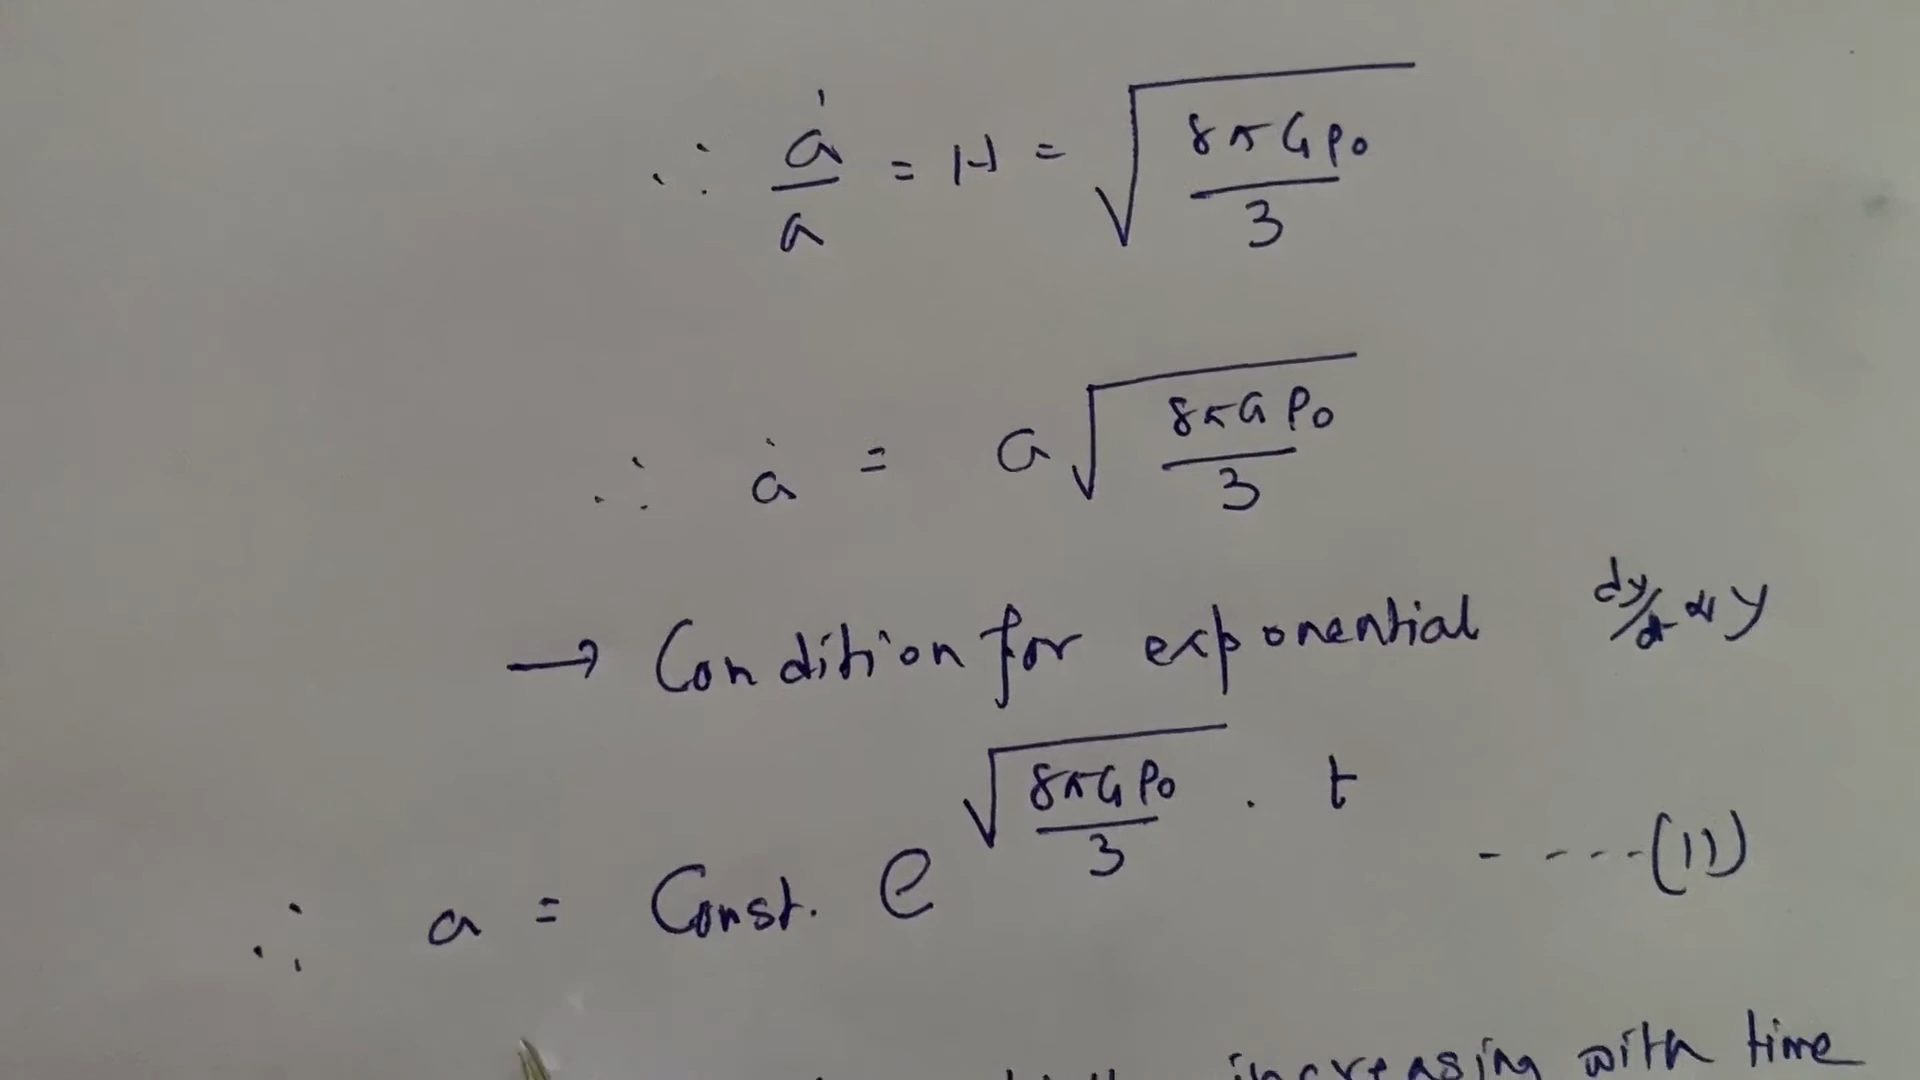 ∴ ȧ/a = H = √(8πGρ₀/3)
∴ ȧ = a√(8πGρ₀/3)
→ Condition for exponential dy/dt ∝ y
∴ a = Const. e^(√(8πGρ₀/3) · t) ----(11)
increasing with time